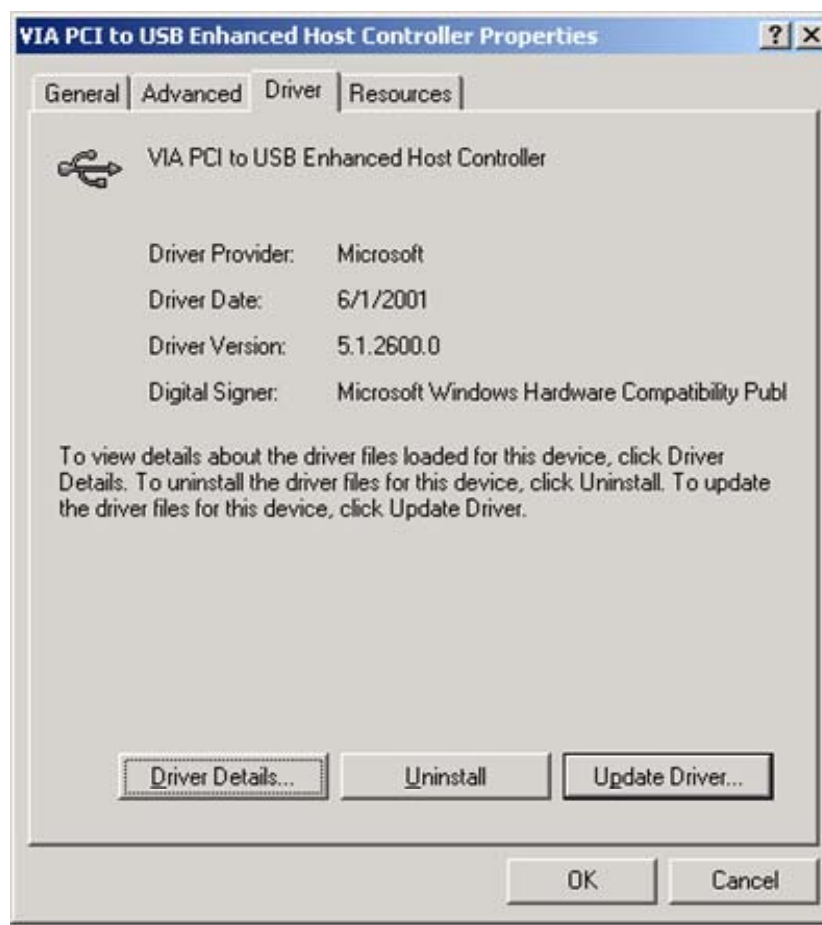 VIA PCI to USB Enhanced Host Controller Properties
General Advanced Driver Resources
VIA PCI to USB Enhanced Host Controller
Driver Provider: Microsoft
Driver Date: 6/1/2001
Driver Version: 5.1.2600.0
Digital Signer: Microsoft Windows Hardware Compatibility Publ
To view details about the driver files loaded for this device, click Driver
Details. To uninstall the driver files for this device, click Uninstall. To update
the driver files for this device, click Update Driver.
Driver Details... Uninstall Update Driver...
OK Cancel